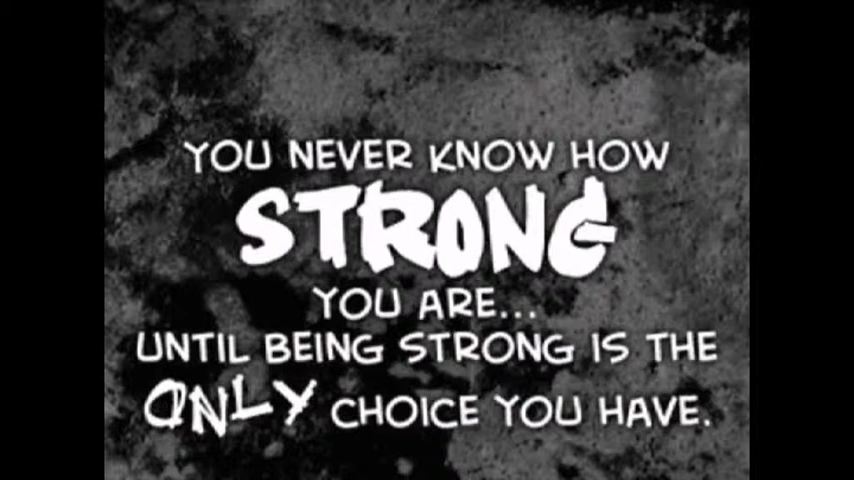 YOU NEVER KNOW HOW
STRONG
YOU ARE...
UNTIL BEING STRONG IS THE
ONLY CHOICE YOU HAVE.